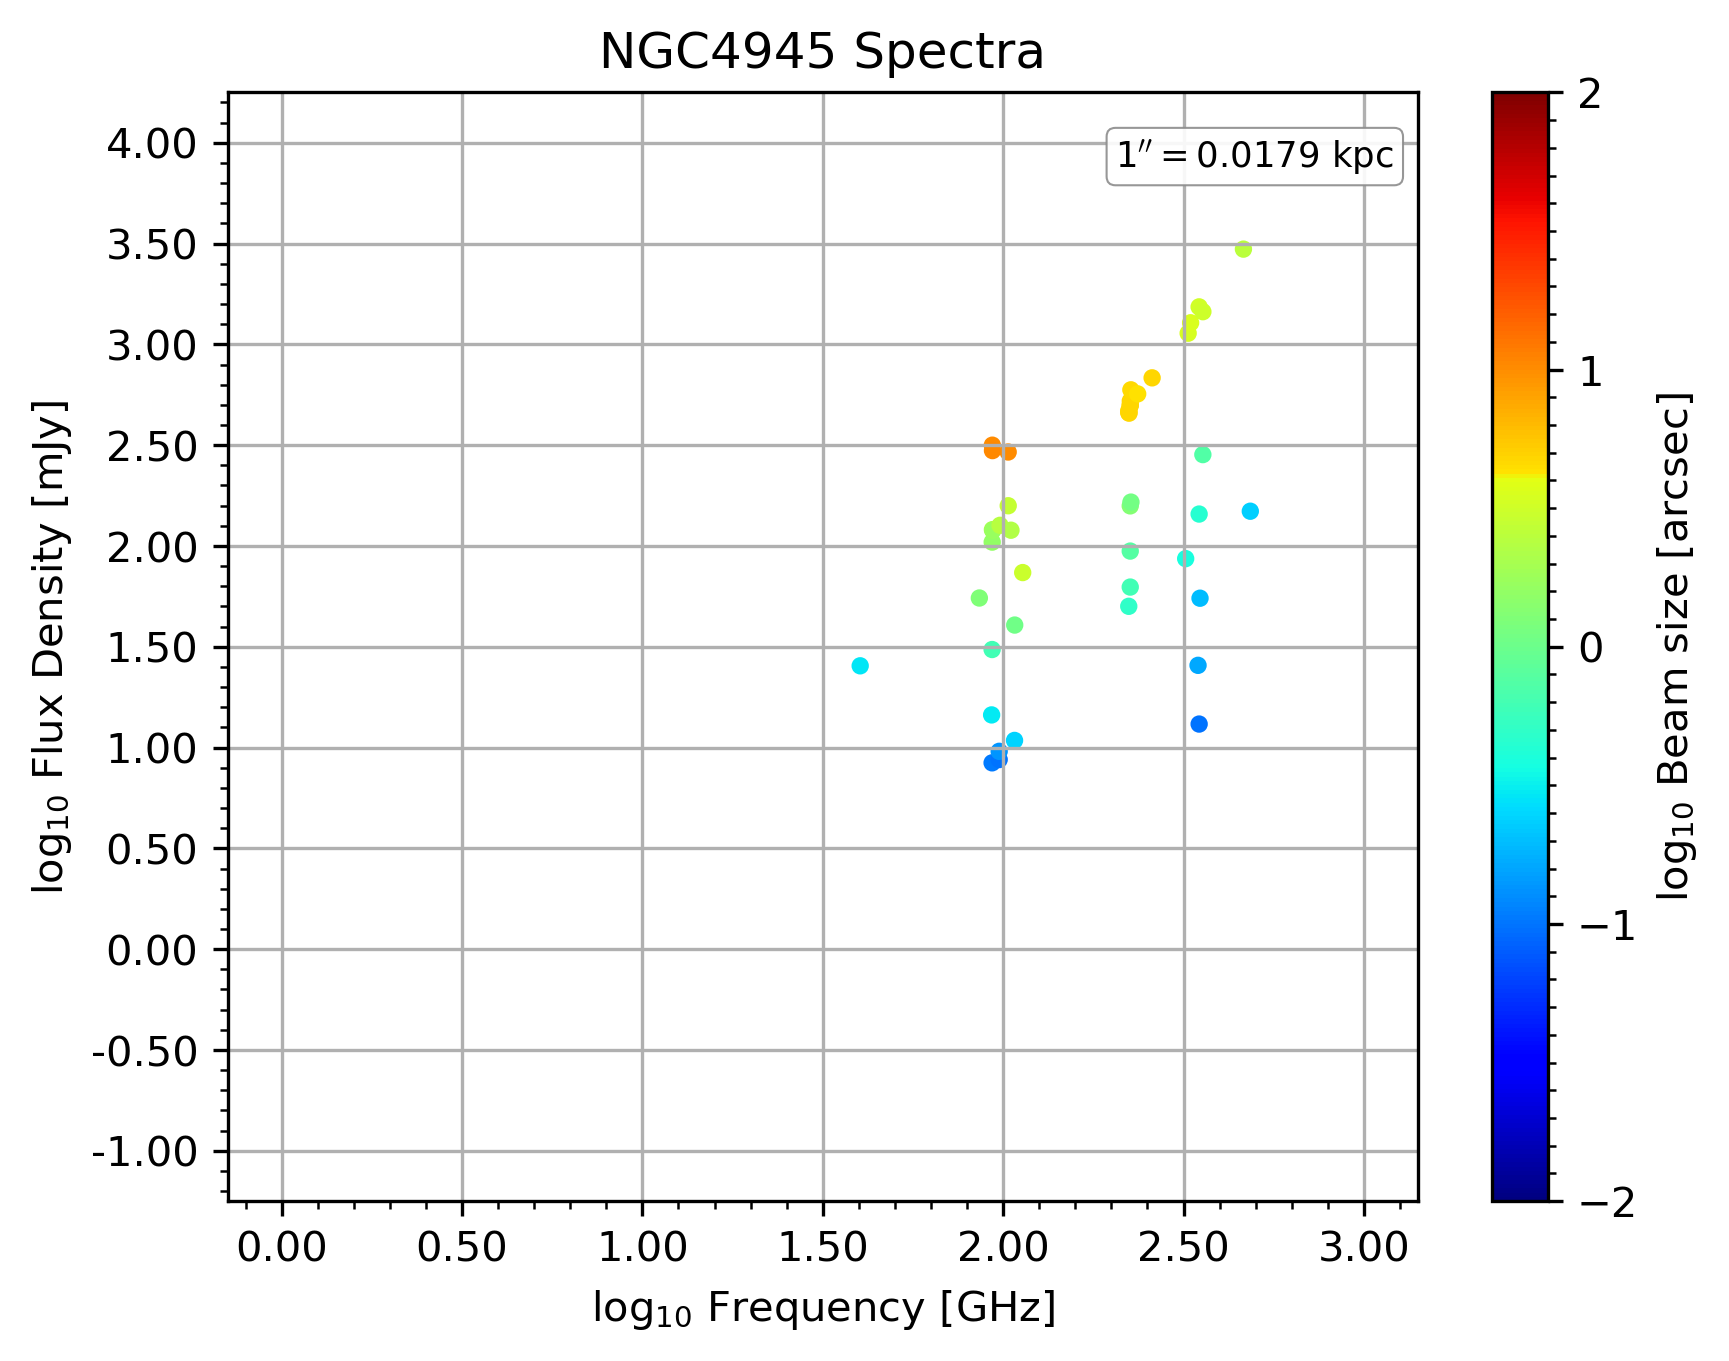 NGC4945 Spectra
1″ = 0.0179 kpc
4.00
3.50
3.00
2.50
2.00
1.50
1.00
0.50
0.00
-0.50
-1.00
log₁₀ Flux Density [mJy]
0.00 0.50 1.00 1.50 2.00 2.50 3.00
log₁₀ Frequency [GHz]
2
1
0
−1
−2
log₁₀ Beam size [arcsec]